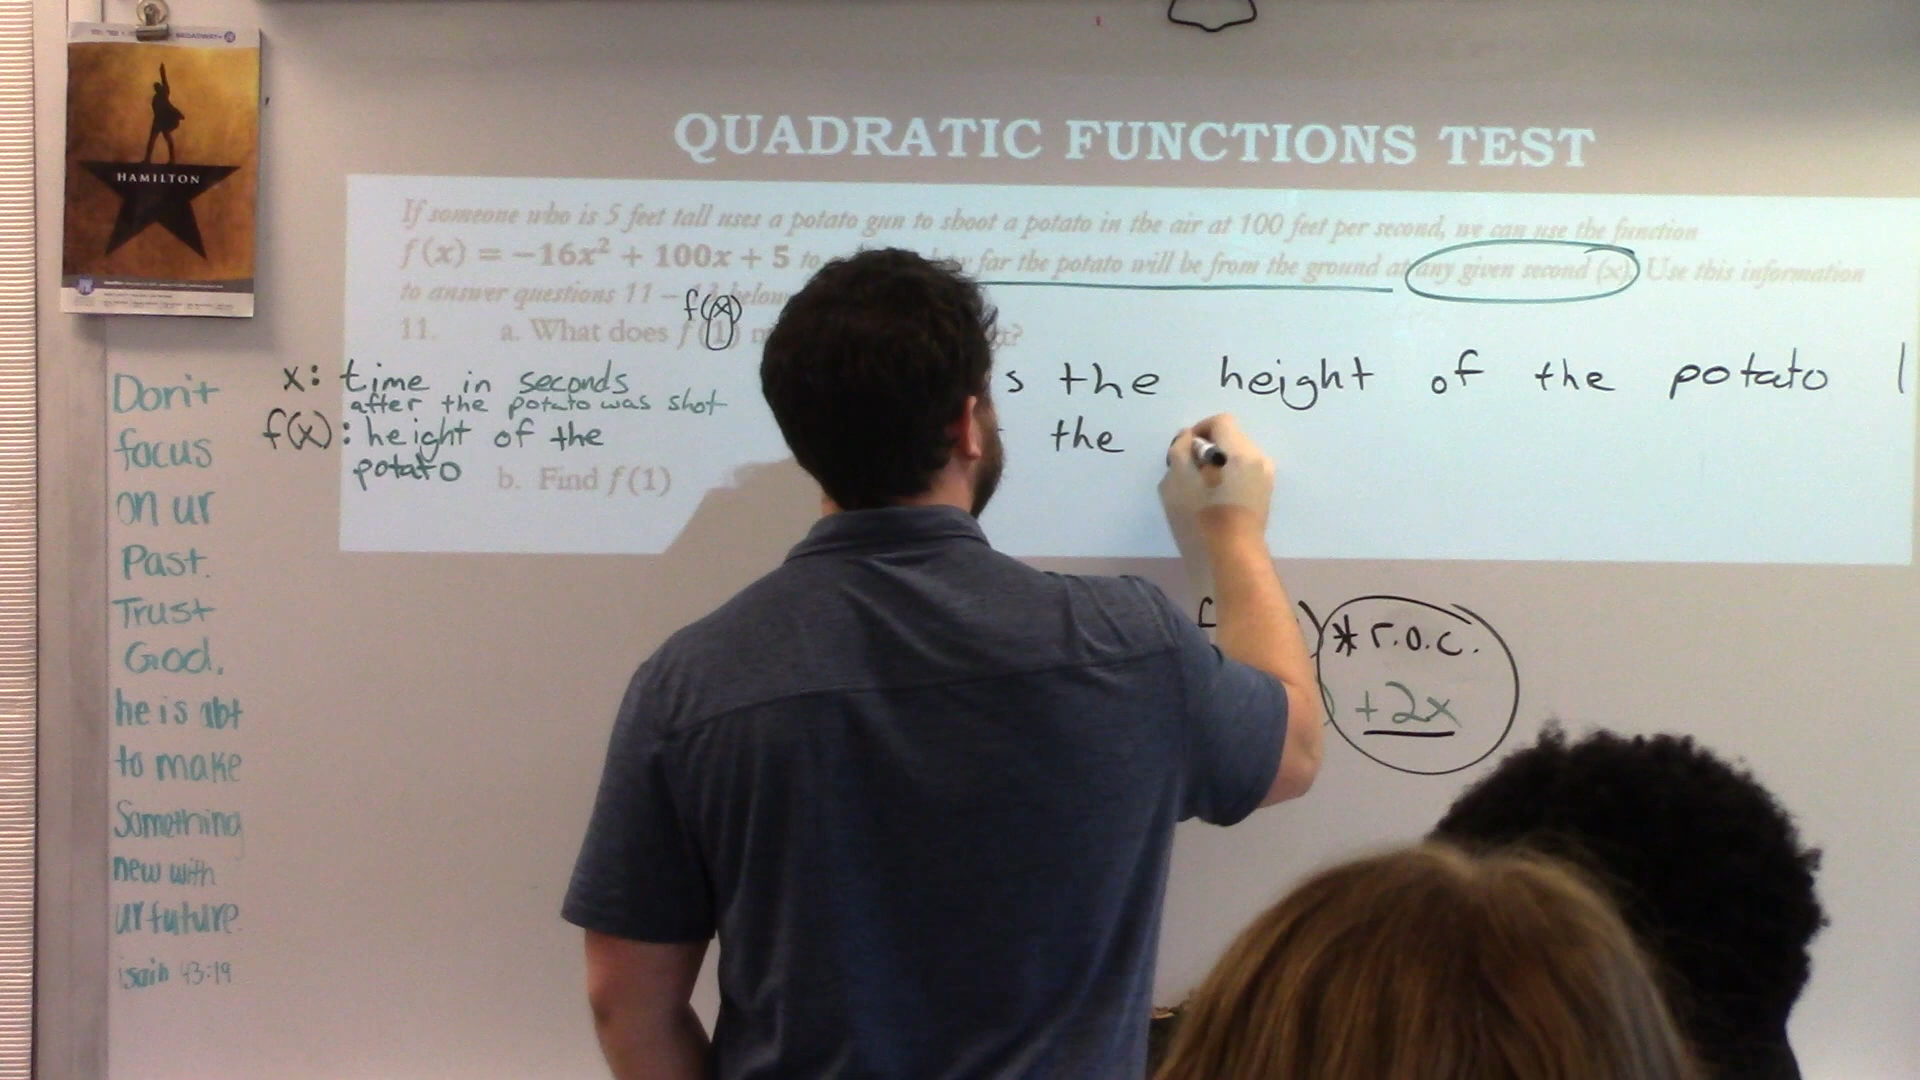 HAMILTON
QUADRATIC FUNCTIONS TEST
If someone who is 5 feet tall uses a potato gun to shoot a potato in the air at 100 feet per second, we can use the function
f(x) = −16x² + 100x + 5 to far the potato will be from the ground at any given second (x). Use this information
to answer questions 11 – below
f(x)
11. a. What does f(1)
x: time in seconds
after the potato was shot
f(x): height of the
potato
s the height of the potato 1
the
b. Find f(1)
* r.o.c.
+2x
Don't
focus
on ur
Past.
Trust
God.
he is abt
to make
Something
new with
ur future.
isaih 43:19